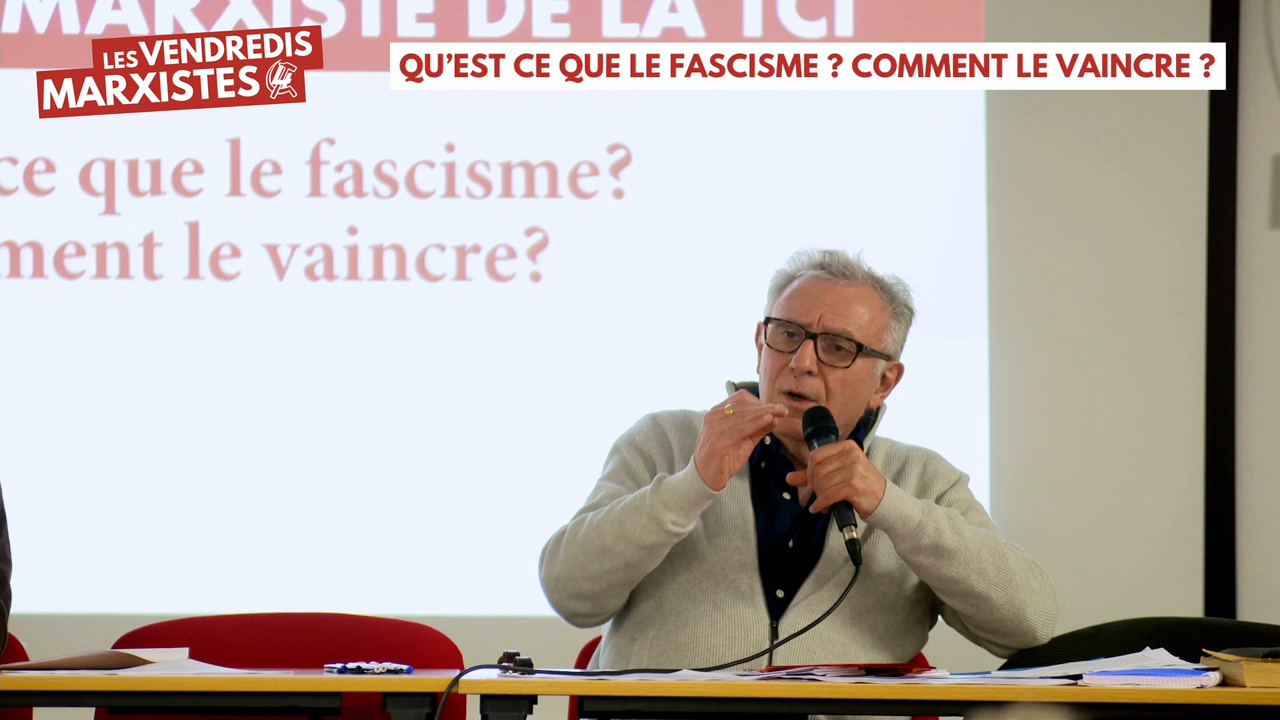 MARXISTE DE LA TCI
LES VENDREDIS
MARXISTES
QU’EST CE QUE LE FASCISME ? COMMENT LE VAINCRE ?
ce que le fascisme?
ment le vaincre?